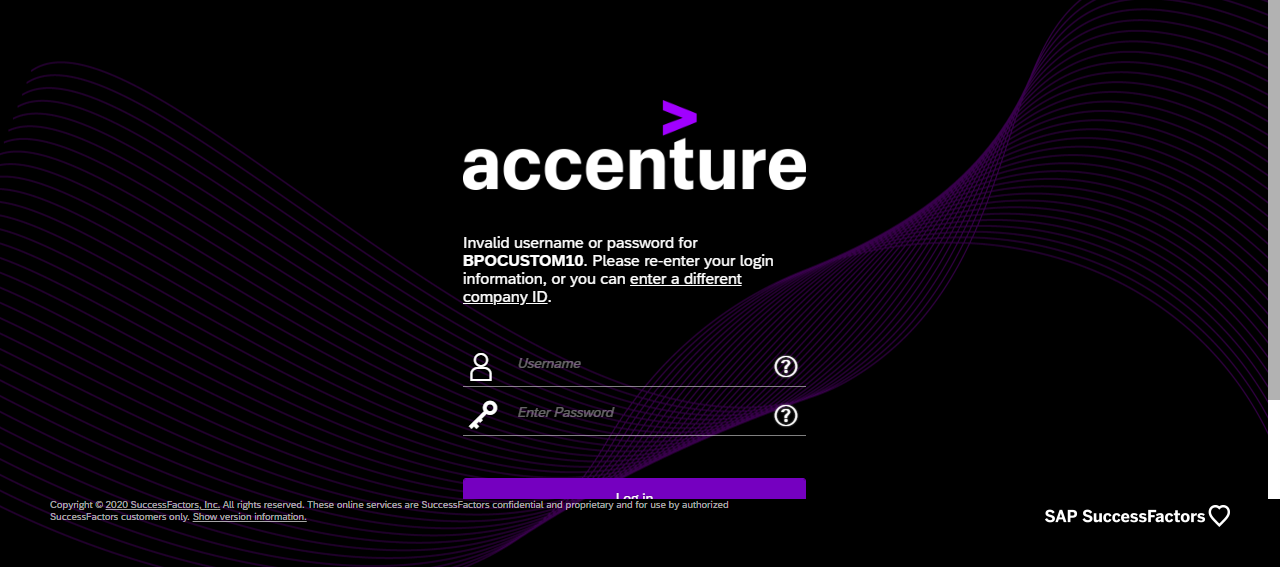 >
accenture
Invalid username or password for
BPOCUSTOM10. Please re-enter your login
information, or you can enter a different
company ID.
Username
?
Enter Password
?
Log in
Copyright © 2020 SuccessFactors, Inc. All rights reserved. These online services are SuccessFactors confidential and proprietary and for use by authorized
SuccessFactors customers only. Show version information.
SAP SuccessFactors